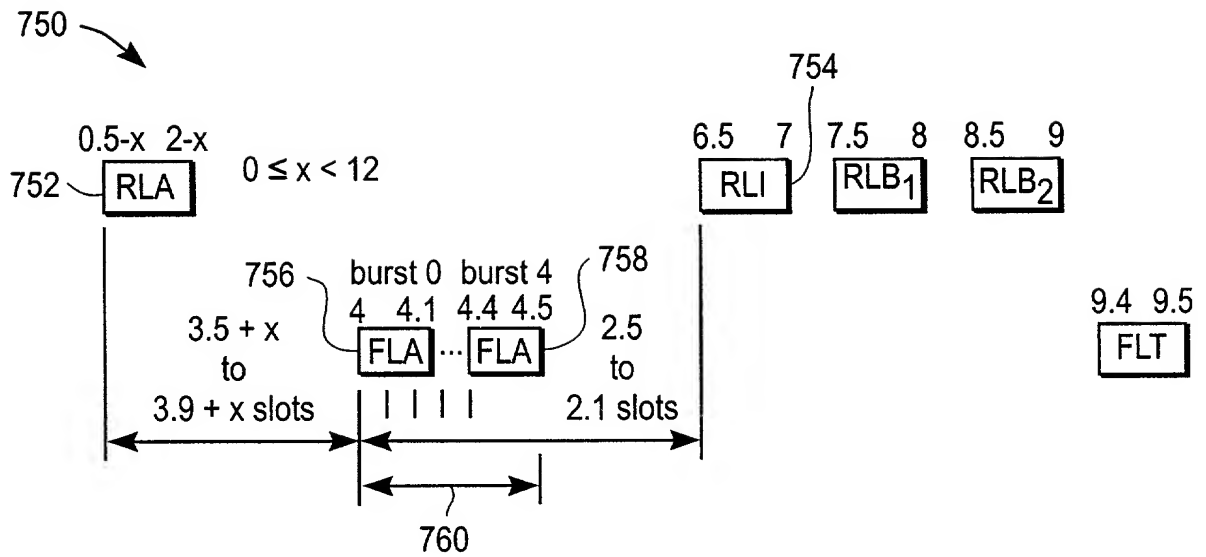 750
754
0.5-x 2-x
0 ≤ x < 12
6.5 7 7.5 8 8.5 9
752
RLA
RLI
RLB1
RLB2
756
burst 0 burst 4
758
4 4.1 4.4 4.5
FLA ... FLA
3.5 + x
to
3.9 + x slots
2.5
to
2.1 slots
9.4 9.5
FLT
760